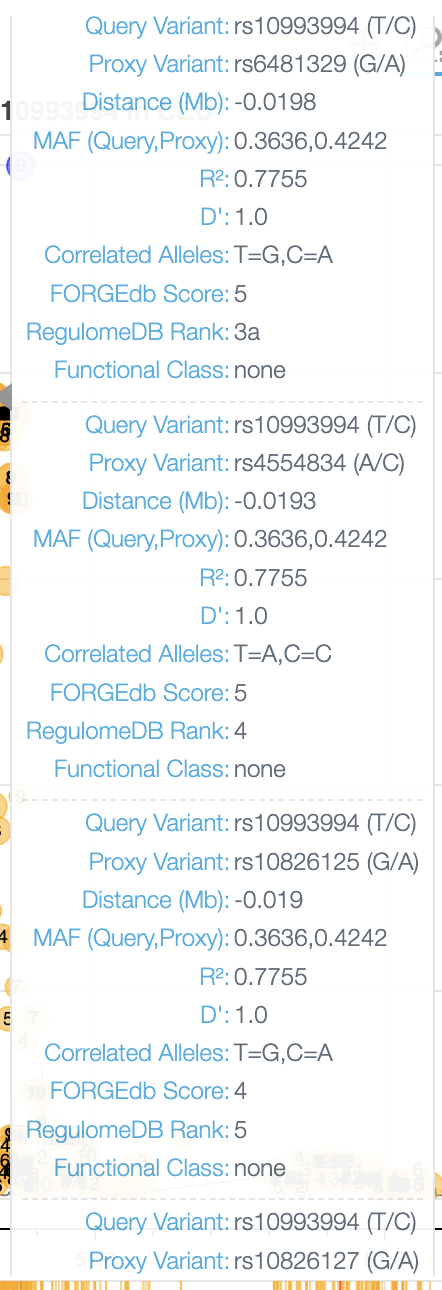 Query Variant: rs10993994 (T/C)
Proxy Variant: rs6481329 (G/A)
Distance (Mb): -0.0198
MAF (Query,Proxy): 0.3636,0.4242
R²: 0.7755
D': 1.0
Correlated Alleles: T=G,C=A
FORGEdb Score: 5
RegulomeDB Rank: 3a
Functional Class: none
Query Variant: rs10993994 (T/C)
Proxy Variant: rs4554834 (A/C)
Distance (Mb): -0.0193
MAF (Query,Proxy): 0.3636,0.4242
R²: 0.7755
D': 1.0
Correlated Alleles: T=A,C=C
FORGEdb Score: 5
RegulomeDB Rank: 4
Functional Class: none
Query Variant: rs10993994 (T/C)
Proxy Variant: rs10826125 (G/A)
Distance (Mb): -0.019
MAF (Query,Proxy): 0.3636,0.4242
R²: 0.7755
D': 1.0
Correlated Alleles: T=G,C=A
FORGEdb Score: 4
RegulomeDB Rank: 5
Functional Class: none
Query Variant: rs10993994 (T/C)
Proxy Variant: rs10826127 (G/A)